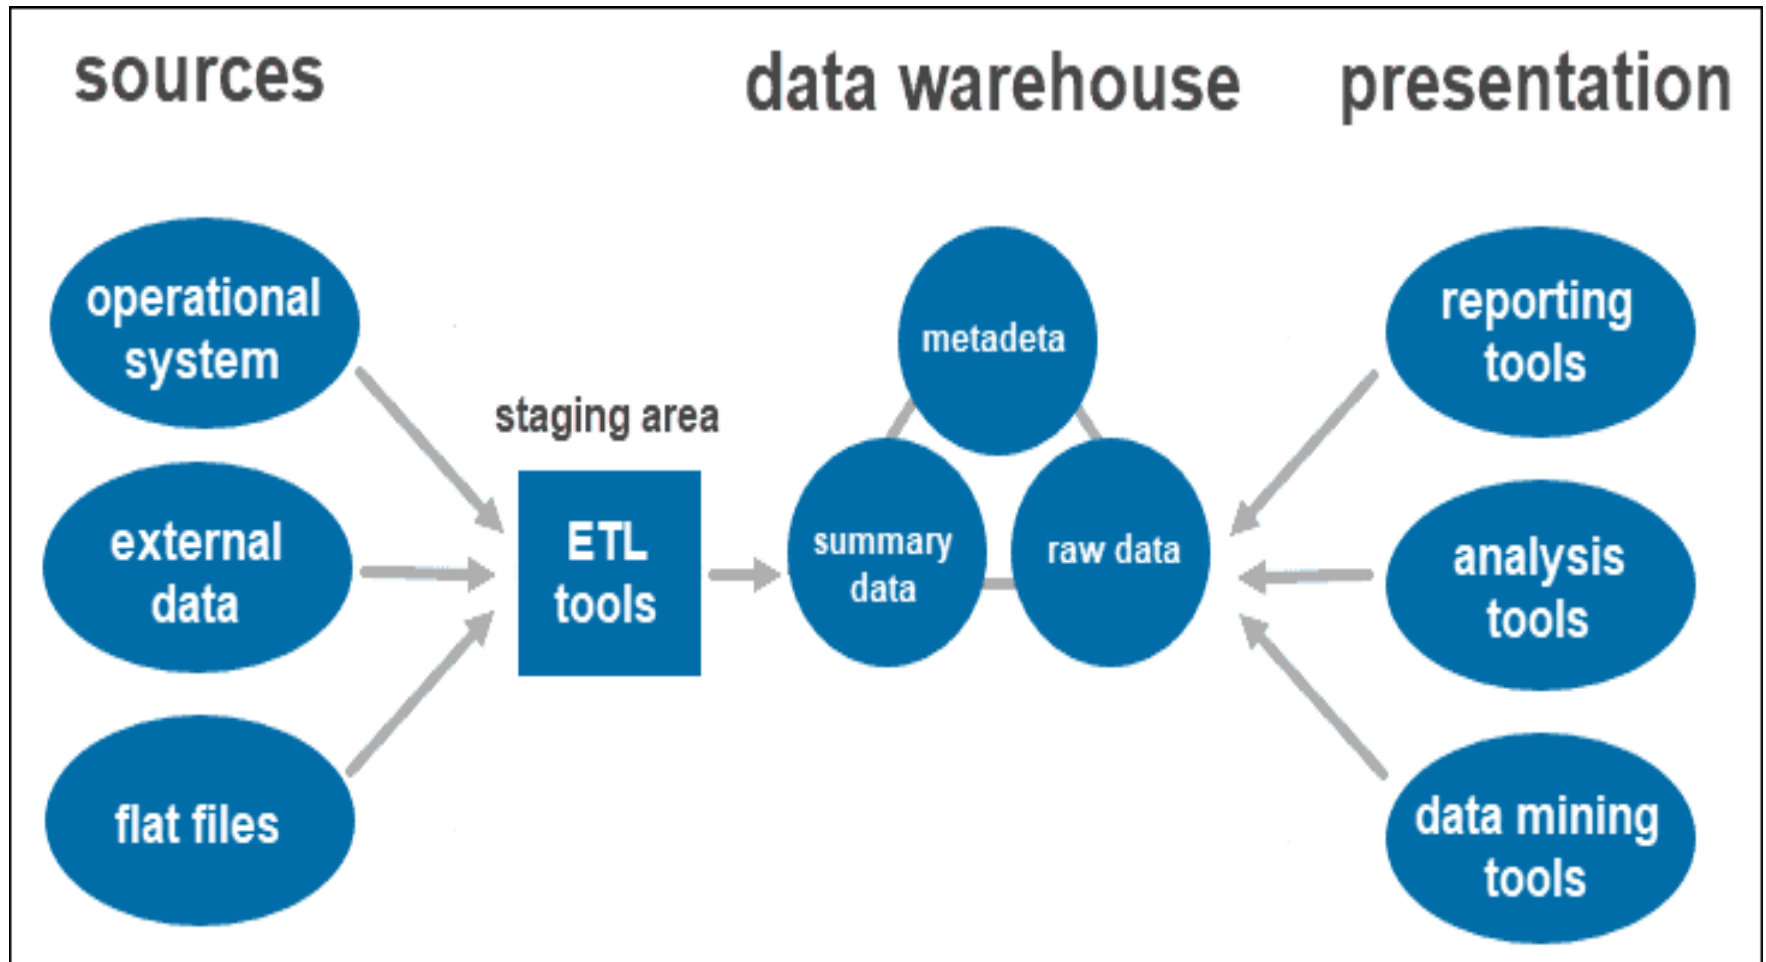 sources
data warehouse
presentation
operational
system
external
data
flat files
staging area
ETL
tools
metadeta
summary
data
raw data
reporting
tools
analysis
tools
data mining
tools